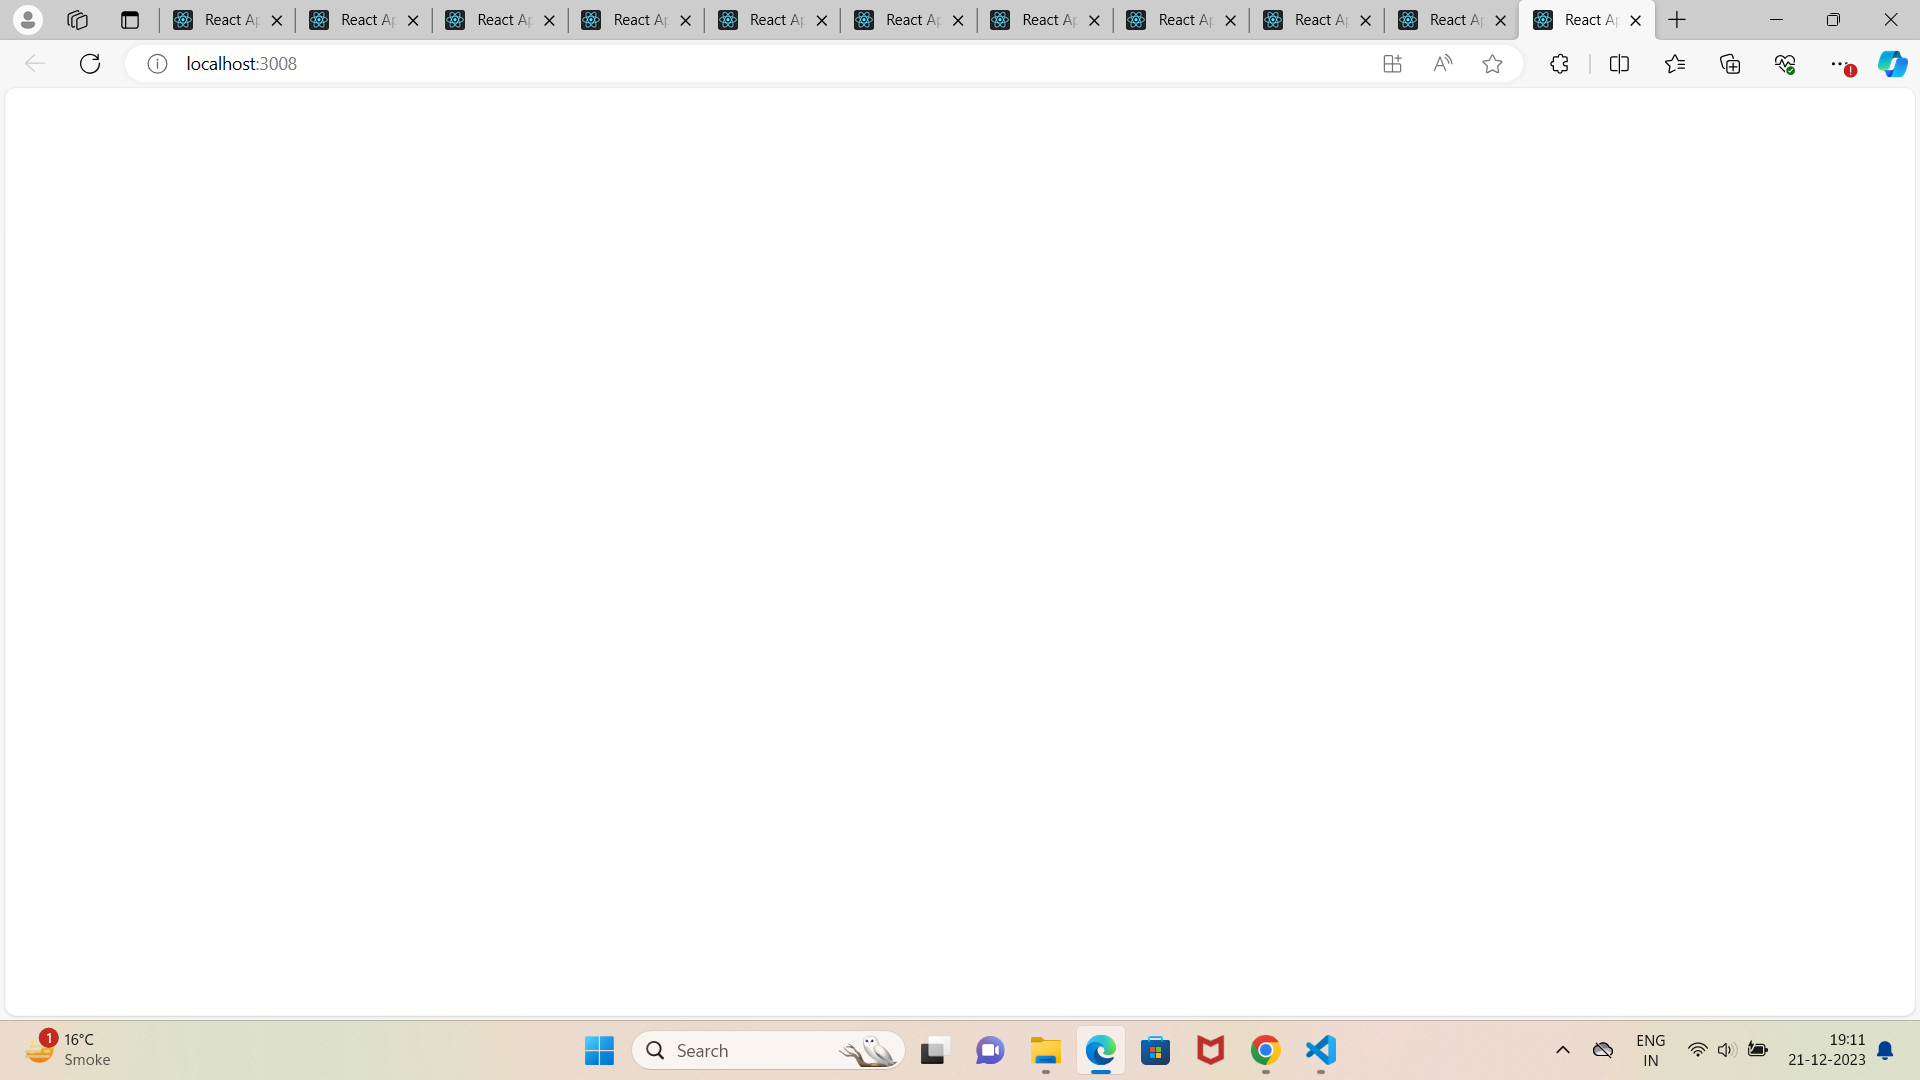 React Ap
React Ap
React Ap
React Ap
React Ap
React Ap
React Ap
React Ap
React Ap
React Ap
React Ap
localhost:3008
1
16°C
Smoke
Search
ENG
IN
19:11
21-12-2023